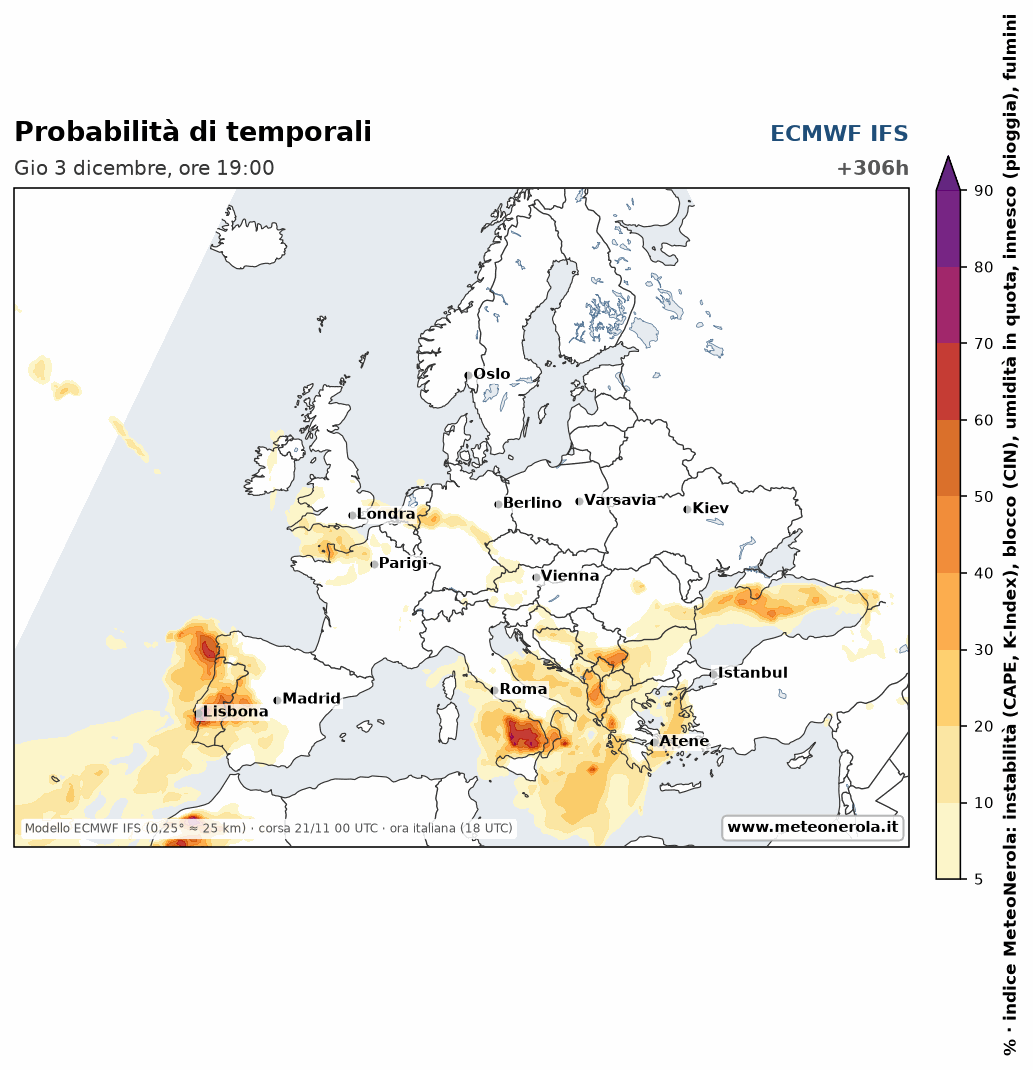 Probabilità di temporali
ECMWF IFS
Gio 3 dicembre, ore 19:00
+306h
Oslo
Londra
Berlino
Varsavia
Kiev
Parigi
Vienna
Istanbul
Roma
Madrid
Lisbona
Atene
Modello ECMWF IFS (0,25° ≈ 25 km) · corsa 21/11 00 UTC · ora italiana (18 UTC)
www.meteonerola.it
90
80
70
60
50
40
30
20
10
5
% · indice MeteoNerola: instabilità (CAPE, K-Index), blocco (CIN), umidità in quota, innesco (pioggia), fulmini